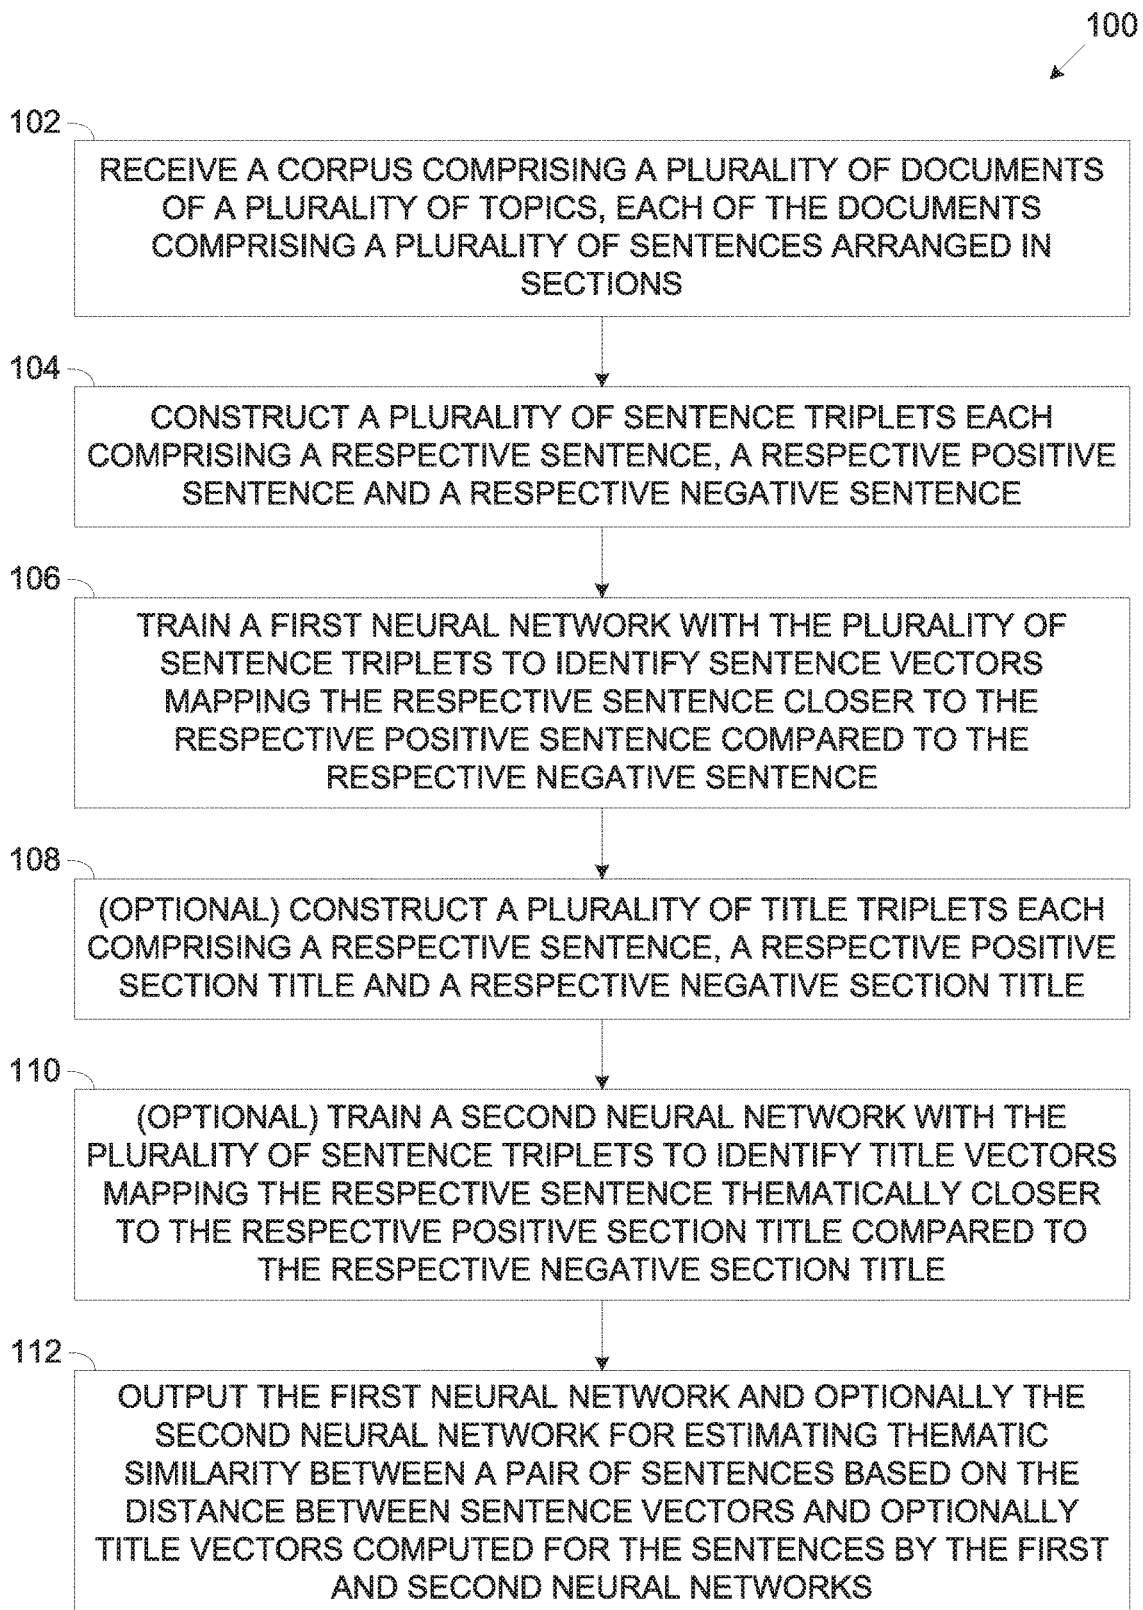 100
102
RECEIVE A CORPUS COMPRISING A PLURALITY OF DOCUMENTS
OF A PLURALITY OF TOPICS, EACH OF THE DOCUMENTS
COMPRISING A PLURALITY OF SENTENCES ARRANGED IN
SECTIONS
104
CONSTRUCT A PLURALITY OF SENTENCE TRIPLETS EACH
COMPRISING A RESPECTIVE SENTENCE, A RESPECTIVE POSITIVE
SENTENCE AND A RESPECTIVE NEGATIVE SENTENCE
106
TRAIN A FIRST NEURAL NETWORK WITH THE PLURALITY OF
SENTENCE TRIPLETS TO IDENTIFY SENTENCE VECTORS
MAPPING THE RESPECTIVE SENTENCE CLOSER TO THE
RESPECTIVE POSITIVE SENTENCE COMPARED TO THE
RESPECTIVE NEGATIVE SENTENCE
108
(OPTIONAL) CONSTRUCT A PLURALITY OF TITLE TRIPLETS EACH
COMPRISING A RESPECTIVE SENTENCE, A RESPECTIVE POSITIVE
SECTION TITLE AND A RESPECTIVE NEGATIVE SECTION TITLE
110
(OPTIONAL) TRAIN A SECOND NEURAL NETWORK WITH THE
PLURALITY OF SENTENCE TRIPLETS TO IDENTIFY TITLE VECTORS
MAPPING THE RESPECTIVE SENTENCE THEMATICALLY CLOSER
TO THE RESPECTIVE POSITIVE SECTION TITLE COMPARED TO
THE RESPECTIVE NEGATIVE SECTION TITLE
112
OUTPUT THE FIRST NEURAL NETWORK AND OPTIONALLY THE
SECOND NEURAL NETWORK FOR ESTIMATING THEMATIC
SIMILARITY BETWEEN A PAIR OF SENTENCES BASED ON THE
DISTANCE BETWEEN SENTENCE VECTORS AND OPTIONALLY
TITLE VECTORS COMPUTED FOR THE SENTENCES BY THE FIRST
AND SECOND NEURAL NETWORKS